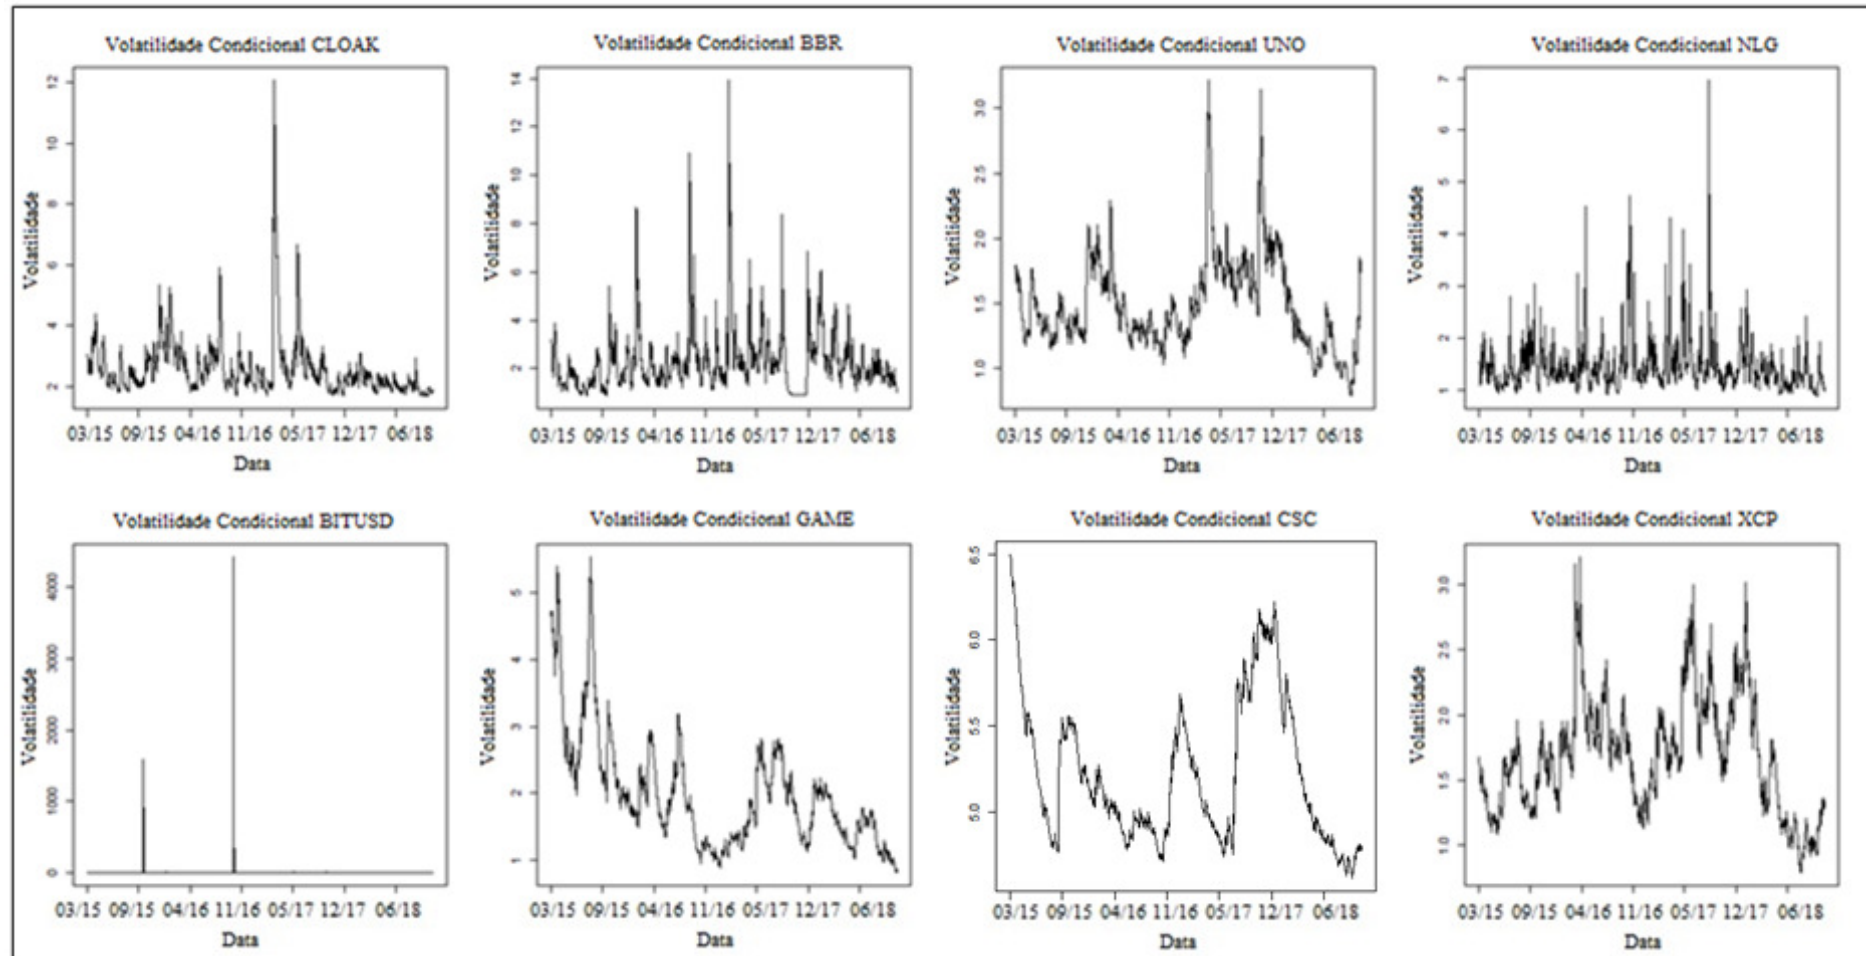 Volatilidade Condicional CLOAK
Volatilidade
12
10
8
6
4
2
03/15 09/15 04/16 11/16 05/17 12/17 06/18
Data
Volatilidade Condicional BBR
Volatilidade
14
12
10
8
6
4
2
03/15 09/15 04/16 11/16 05/17 12/17 06/18
Data
Volatilidade Condicional UNO
Volatilidade
3.0
2.5
2.0
1.5
1.0
03/15 09/15 04/16 11/16 05/17 12/17 06/18
Data
Volatilidade Condicional NLG
Volatilidade
7
6
5
4
3
2
1
03/15 09/15 04/16 11/16 05/17 12/17 06/18
Data
Volatilidade Condicional BITUSD
Volatilidade
4000
3000
2000
1000
0
03/15 09/15 04/16 11/16 05/17 12/17 06/18
Data
Volatilidade Condicional GAME
Volatilidade
5
4
3
2
1
03/15 09/15 04/16 11/16 05/17 12/17 06/18
Data
Volatilidade Condicional CSC
Volatilidade
6.5
6.0
5.5
5.0
03/15 09/15 04/16 11/16 05/17 12/17 06/18
Data
Volatilidade Condicional XCP
Volatilidade
3.0
2.5
2.0
1.5
1.0
03/15 09/15 04/16 11/16 05/17 12/17 06/18
Data